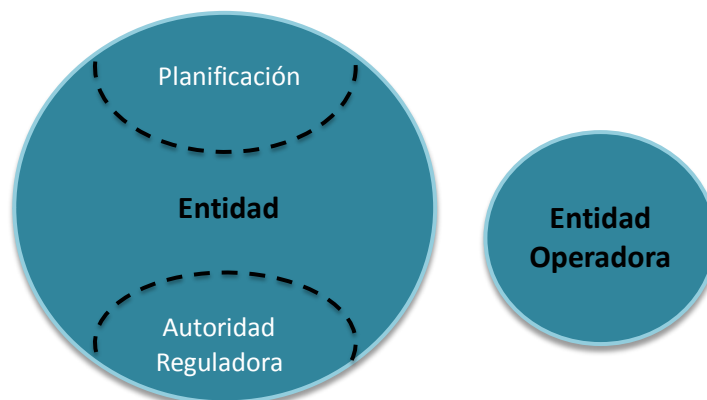 Planificación
Entidad
Autoridad
Reguladora
Entidad
Operadora